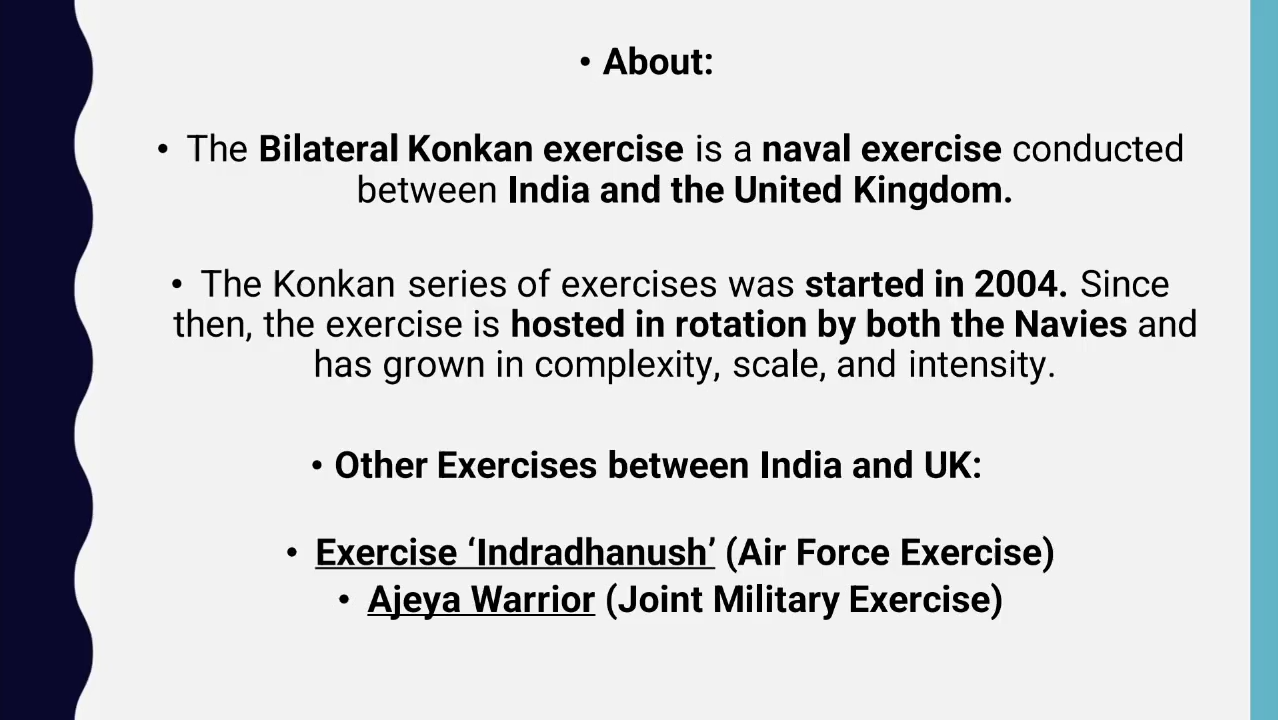 • About:
• The Bilateral Konkan exercise is a naval exercise conducted
between India and the United Kingdom.
• The Konkan series of exercises was started in 2004. Since
then, the exercise is hosted in rotation by both the Navies and
has grown in complexity, scale, and intensity.
• Other Exercises between India and UK:
• Exercise ‘Indradhanush’ (Air Force Exercise)
• Ajeya Warrior (Joint Military Exercise)